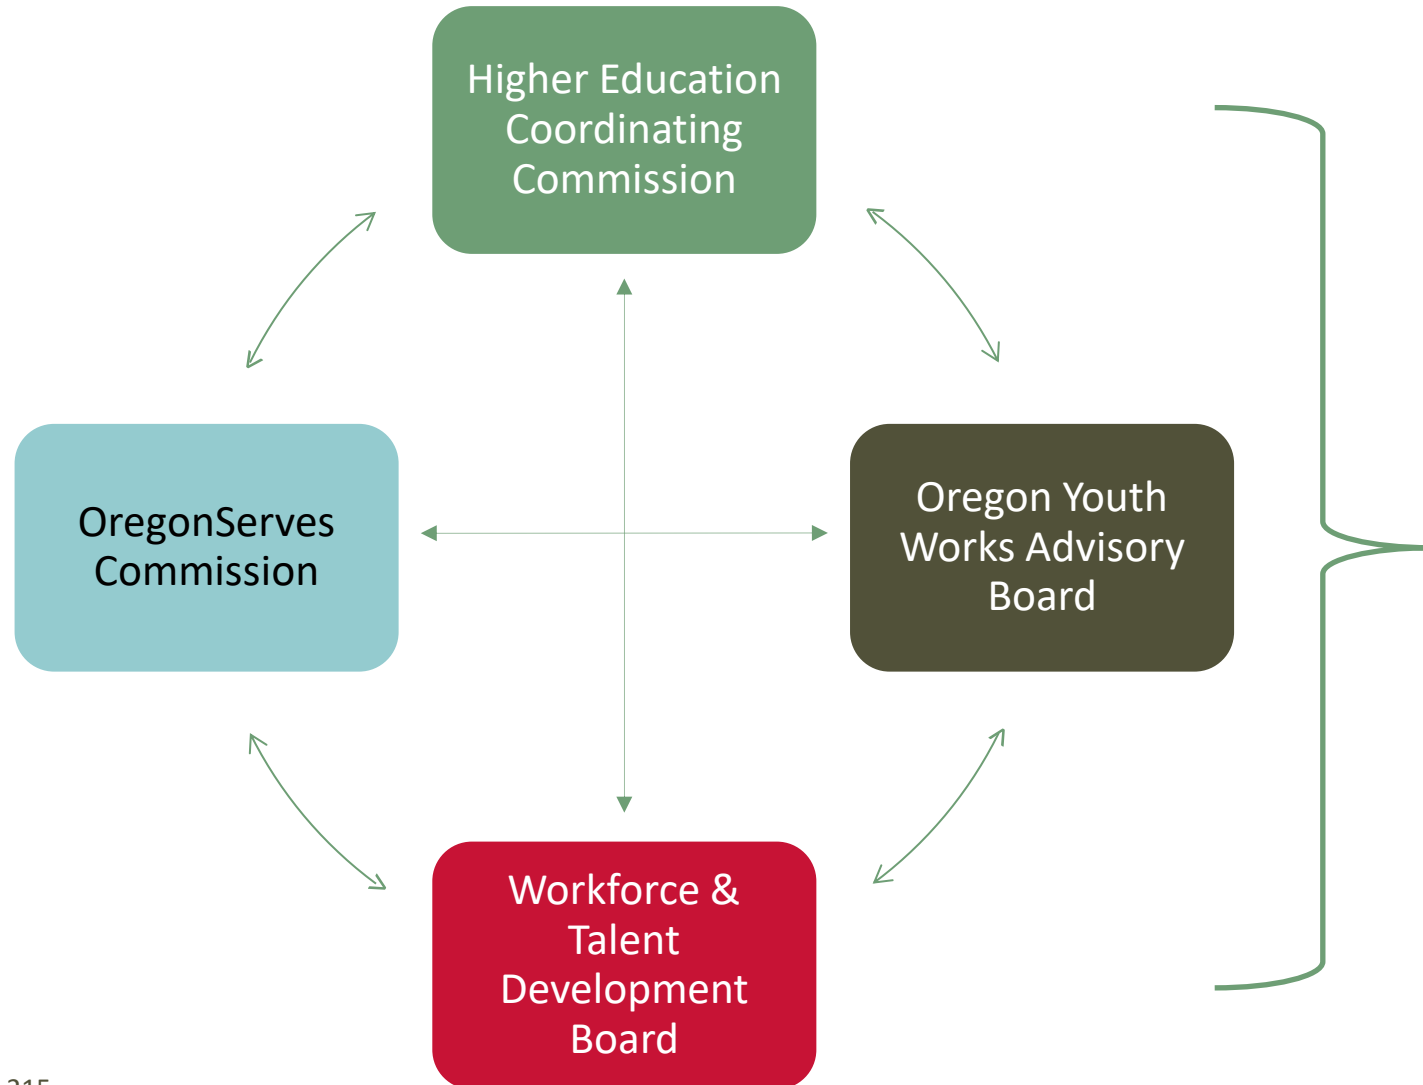 Higher Education
Coordinating
Commission
OregonServes
Commission
Oregon Youth
Works Advisory
Board
Workforce &
Talent
Development
Board